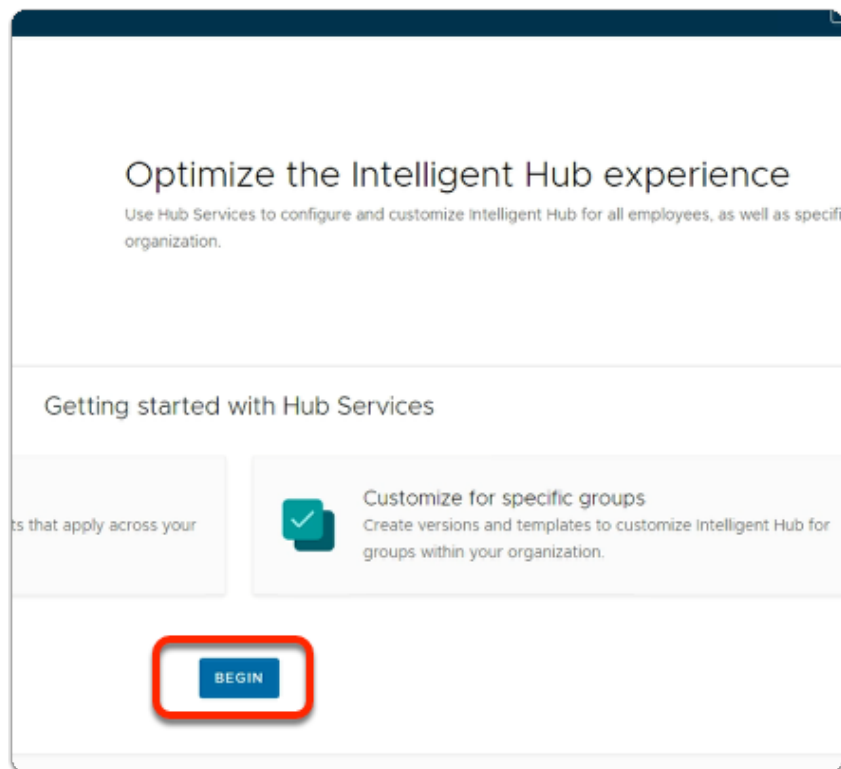 Optimize the Intelligent Hub experience
Use Hub Services to configure and customize Intelligent Hub for all employees, as well as
organization.
Getting started with Hub Services
that apply across your
Customize for specific groups
Create versions and templates to customize Intelligent Hub for
groups within your organization.
BEGIN